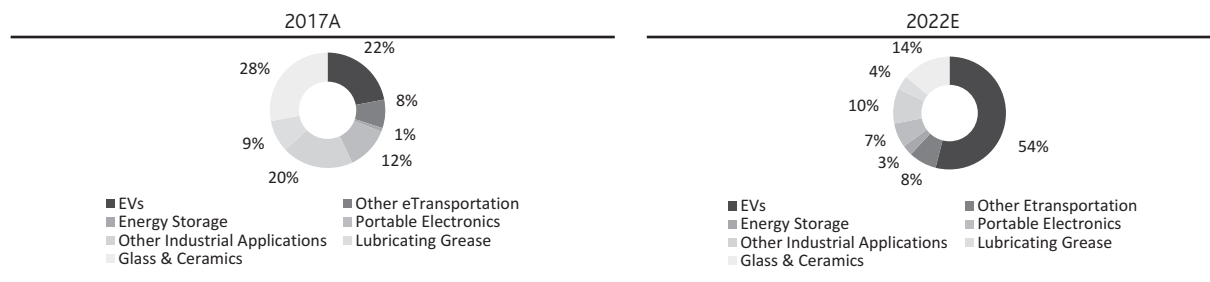 2017A
22%
28%
8%
1%
9%
12%
20%
EVs
Other eTransportation
Energy Storage
Portable Electronics
Other Industrial Applications
Lubricating Grease
Glass & Ceramics
2022E
14%
4%
10%
7%
54%
3%
8%
EVs
Other Etransportation
Energy Storage
Portable Electronics
Other Industrial Applications
Lubricating Grease
Glass & Ceramics